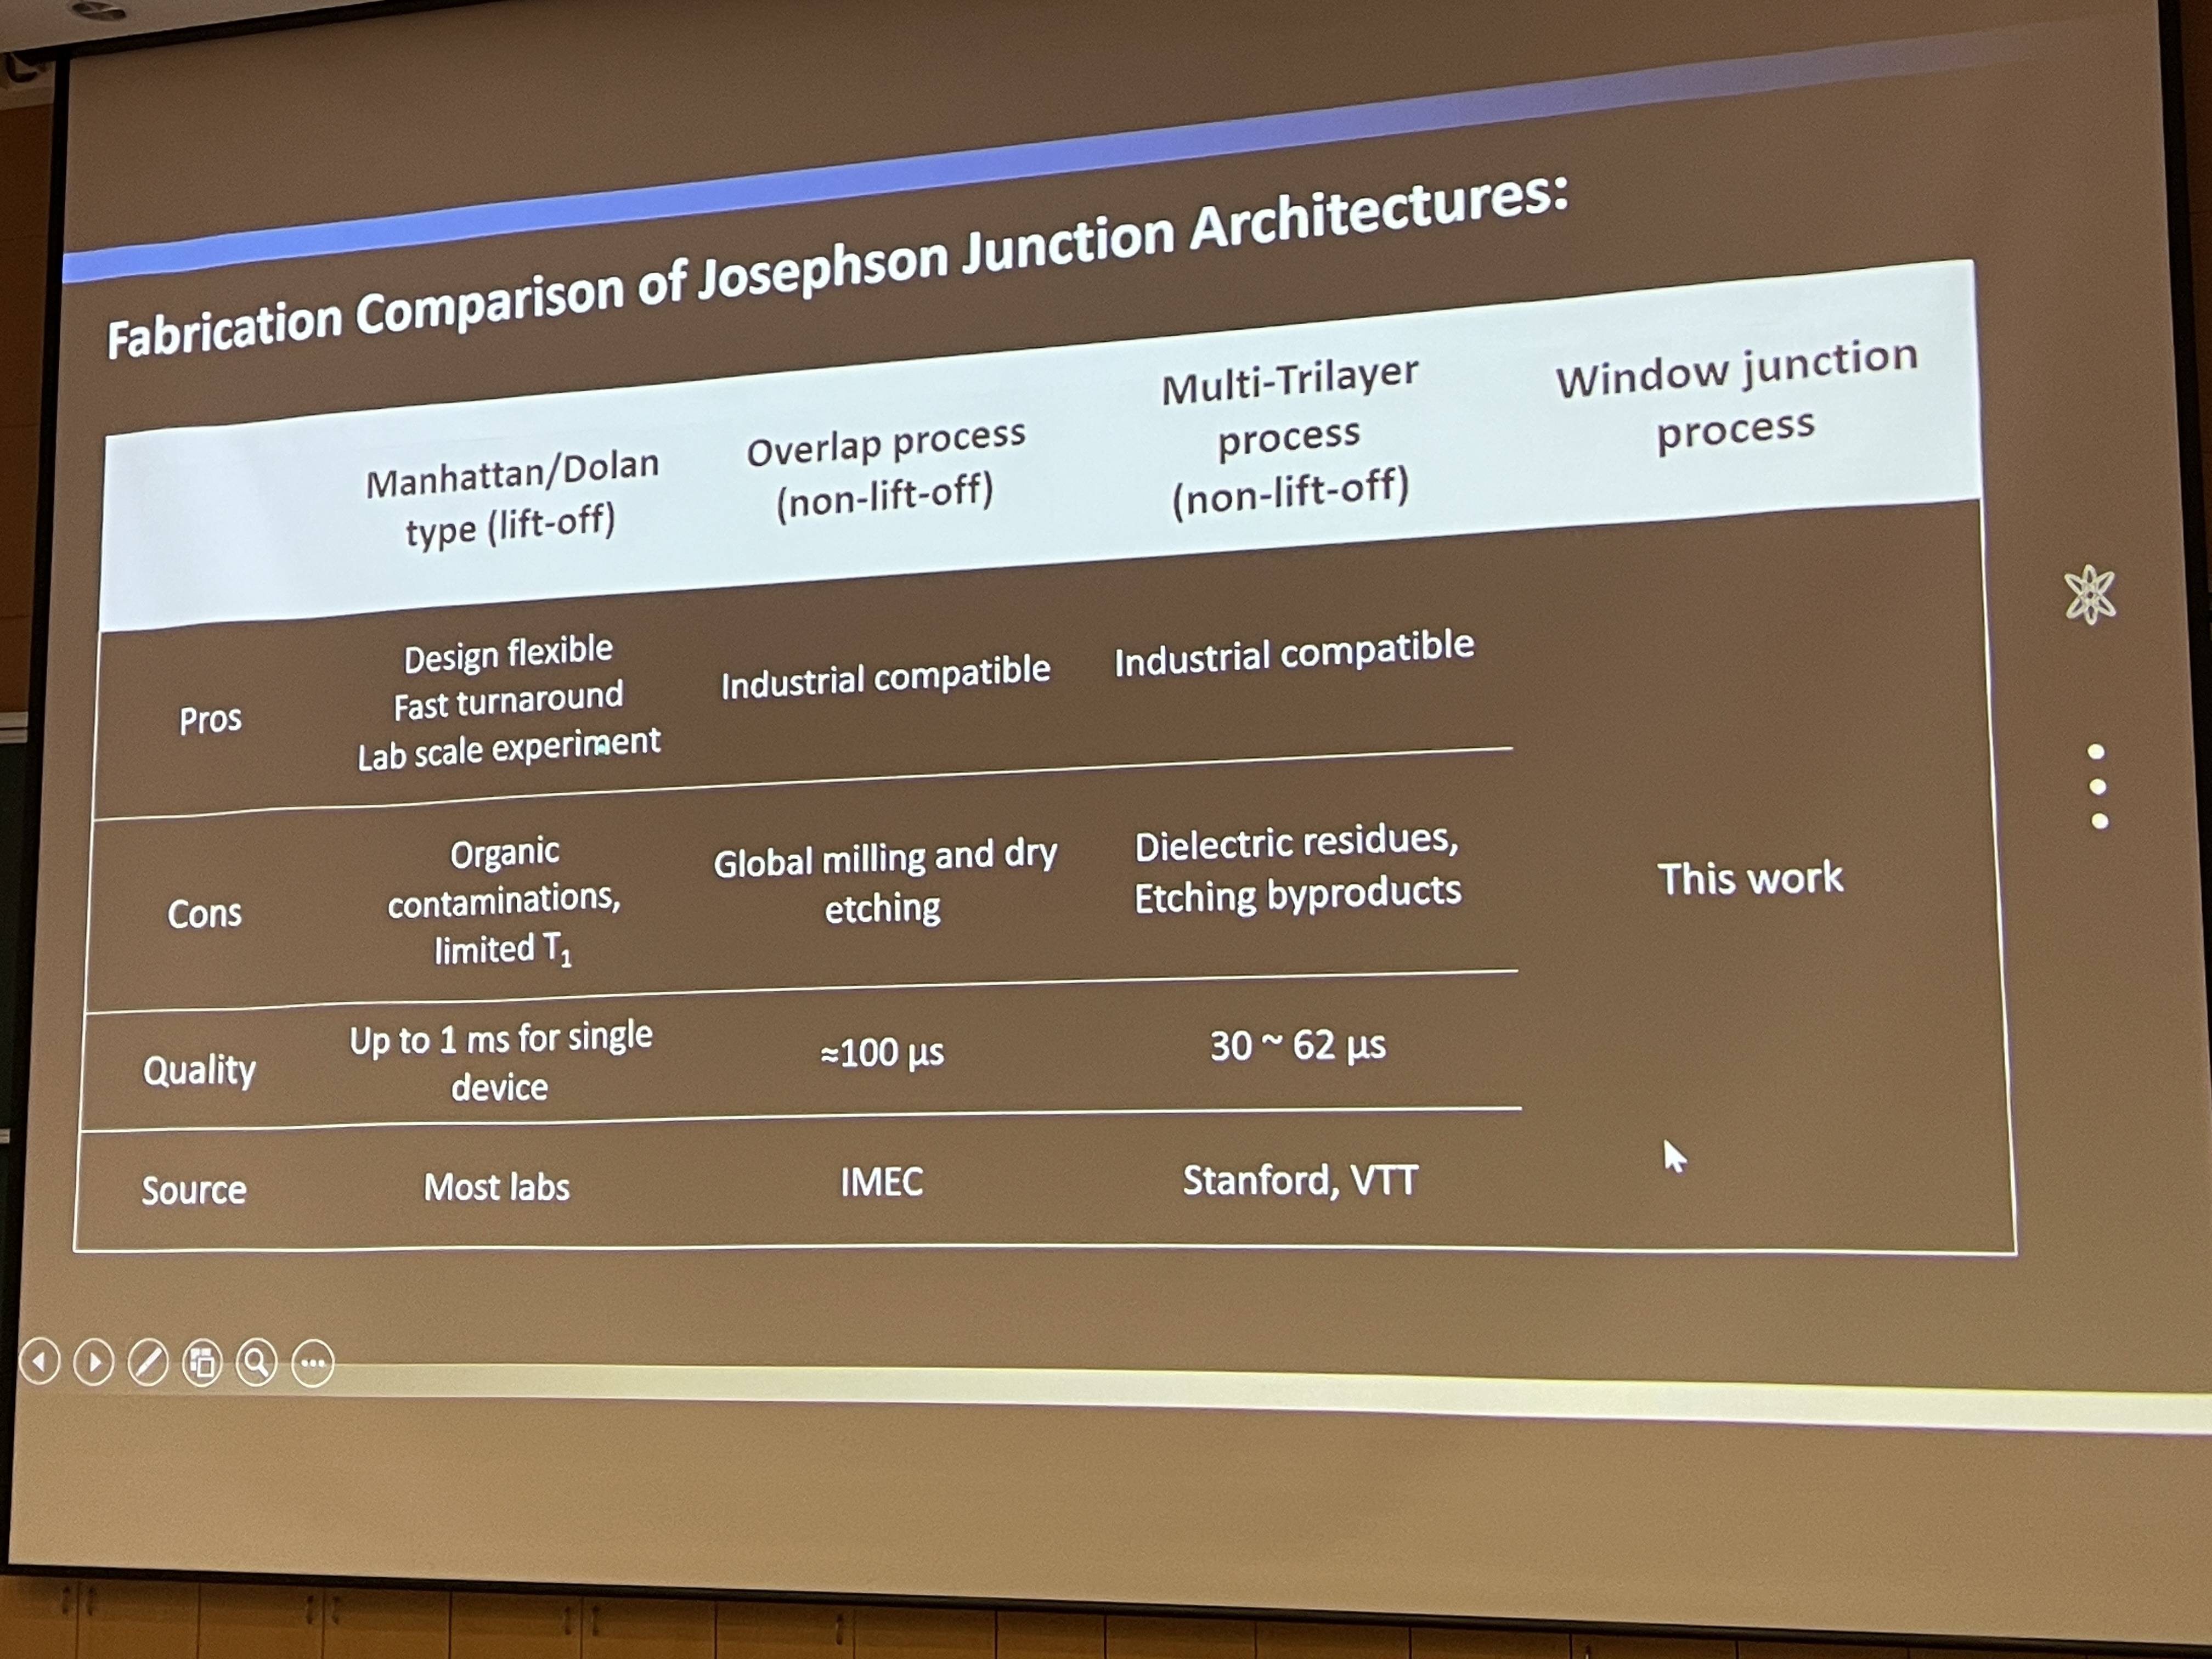 Fabrication Comparison of Josephson Junction Architectures:
Manhattan/Dolan
type (lift-off)
Overlap process
(non-lift-off)
Multi-Trilayer
process
(non-lift-off)
Window junction
process
Pros
Design flexible
Fast turnaround
Lab scale experiment
Industrial compatible
Industrial compatible
Cons
Organic
contaminations,
limited T₁
Global milling and dry
etching
Dielectric residues,
Etching byproducts
This work
Quality
Up to 1 ms for single
device
≈100 μs
30 ~ 62 μs
Source
Most labs
IMEC
Stanford, VTT